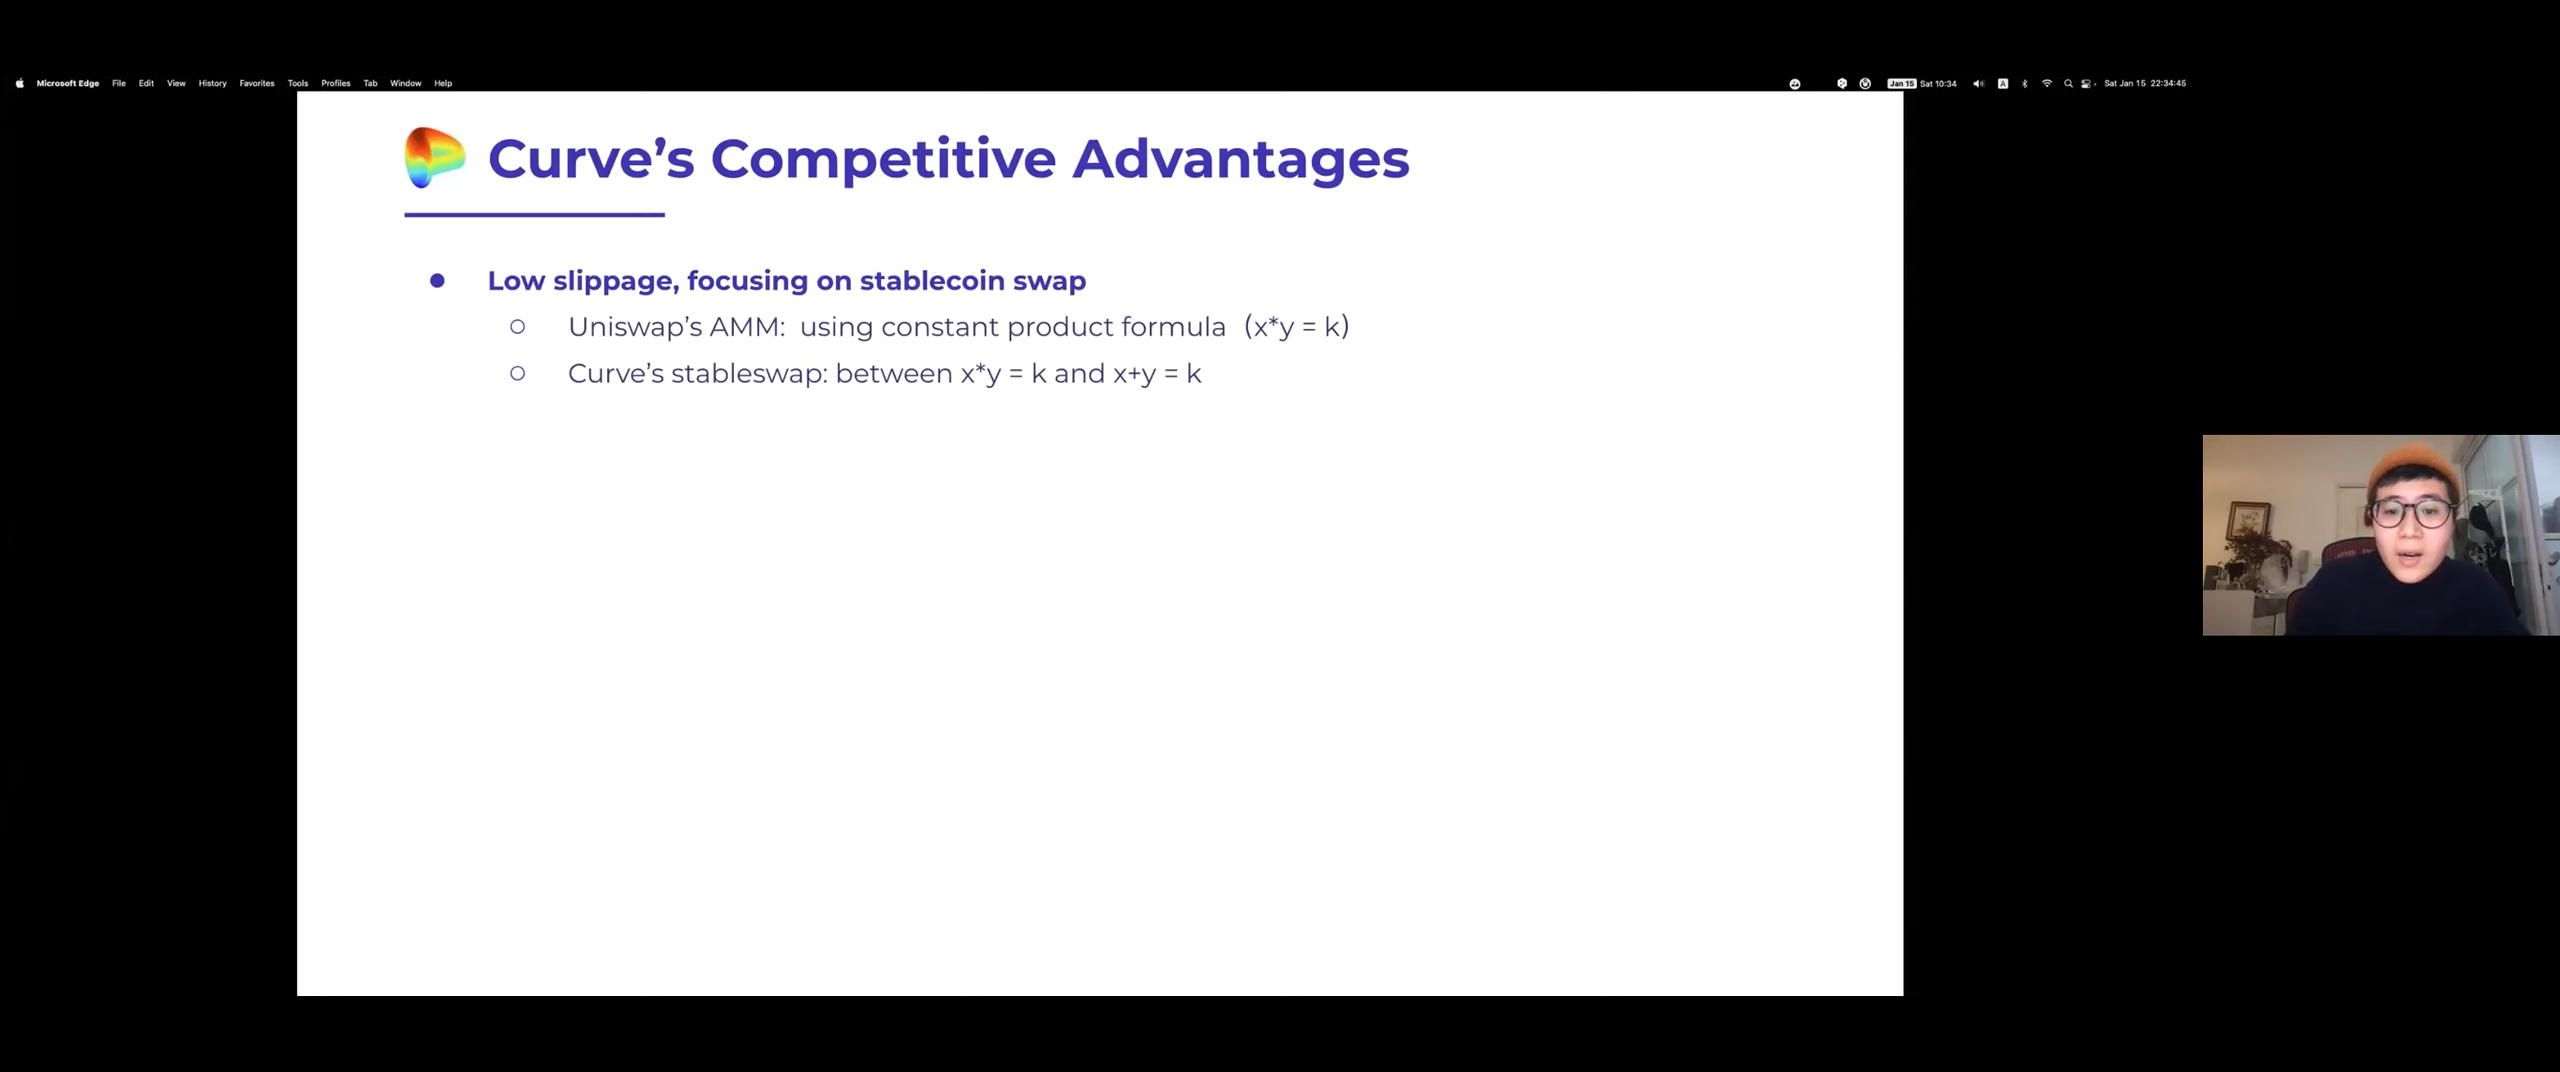 Microsoft Edge File Edit View History Favorites Tools Profiles Tab Window Help Jan 15 Sat 10:34 A Sat Jan 15 22:34:45
Curve’s Competitive Advantages
● Low slippage, focusing on stablecoin swap
○ Uniswap’s AMM: using constant product formula (x*y = k)
○ Curve’s stableswap: between x*y = k and x+y = k